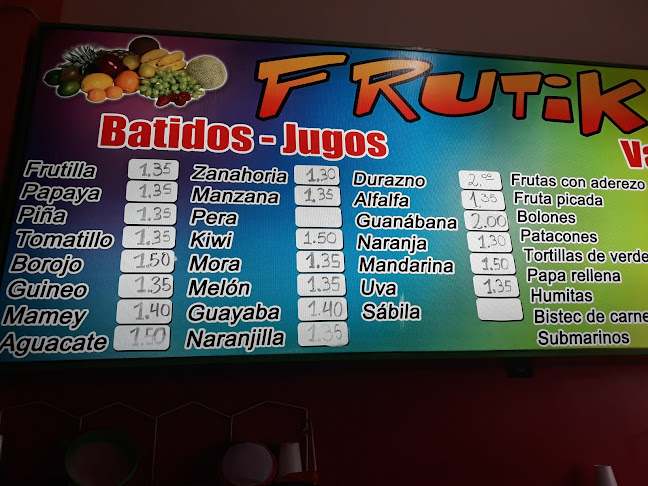 FRUTIK
Batidos - Jugos
Frutilla 1.35
Papaya 1.35
Piña 1.35
Tomatillo 1.35
Borojo 1.50
Guineo 1.35
Mamey 1.40
Aguacate 1.50
Zanahoria 1.30
Manzana 1.35
Pera
Kiwi 1.50
Mora 1.35
Melón 1.35
Guayaba 1.40
Naranjilla 1.35
Durazno 2.00
Alfalfa 1.35
Guanábana 2.00
Naranja 1.30
Mandarina 1.50
Uva 1.35
Sábila
Va
Frutas con aderezo
Fruta picada
Bolones
Patacones
Tortillas de verde
Papa rellena
Humitas
Bistec de carne
Submarinos